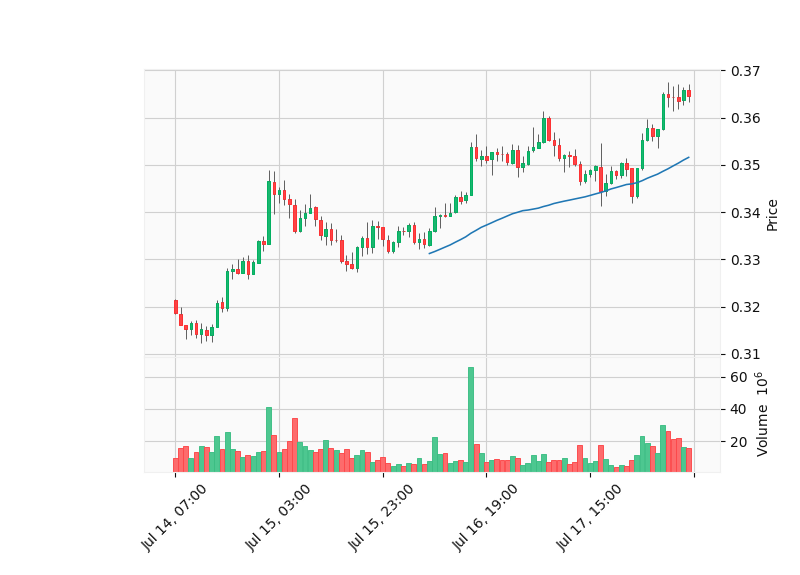 0.37
0.36
0.35
0.34
0.33
0.32
0.31
Price
60
40
20
Volume 10^6
Jul 14, 07:00
Jul 15, 03:00
Jul 15, 23:00
Jul 16, 19:00
Jul 17, 15:00